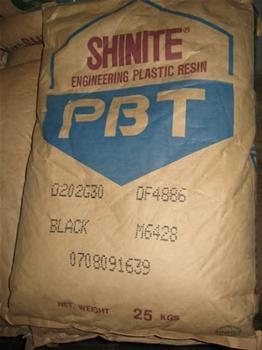 SHINITE®
ENGINEERING PLASTIC RESIN
PBT
D202G30 DF4886
BLACK M6428
0708091639
NET. WEIGHT 25 KGS